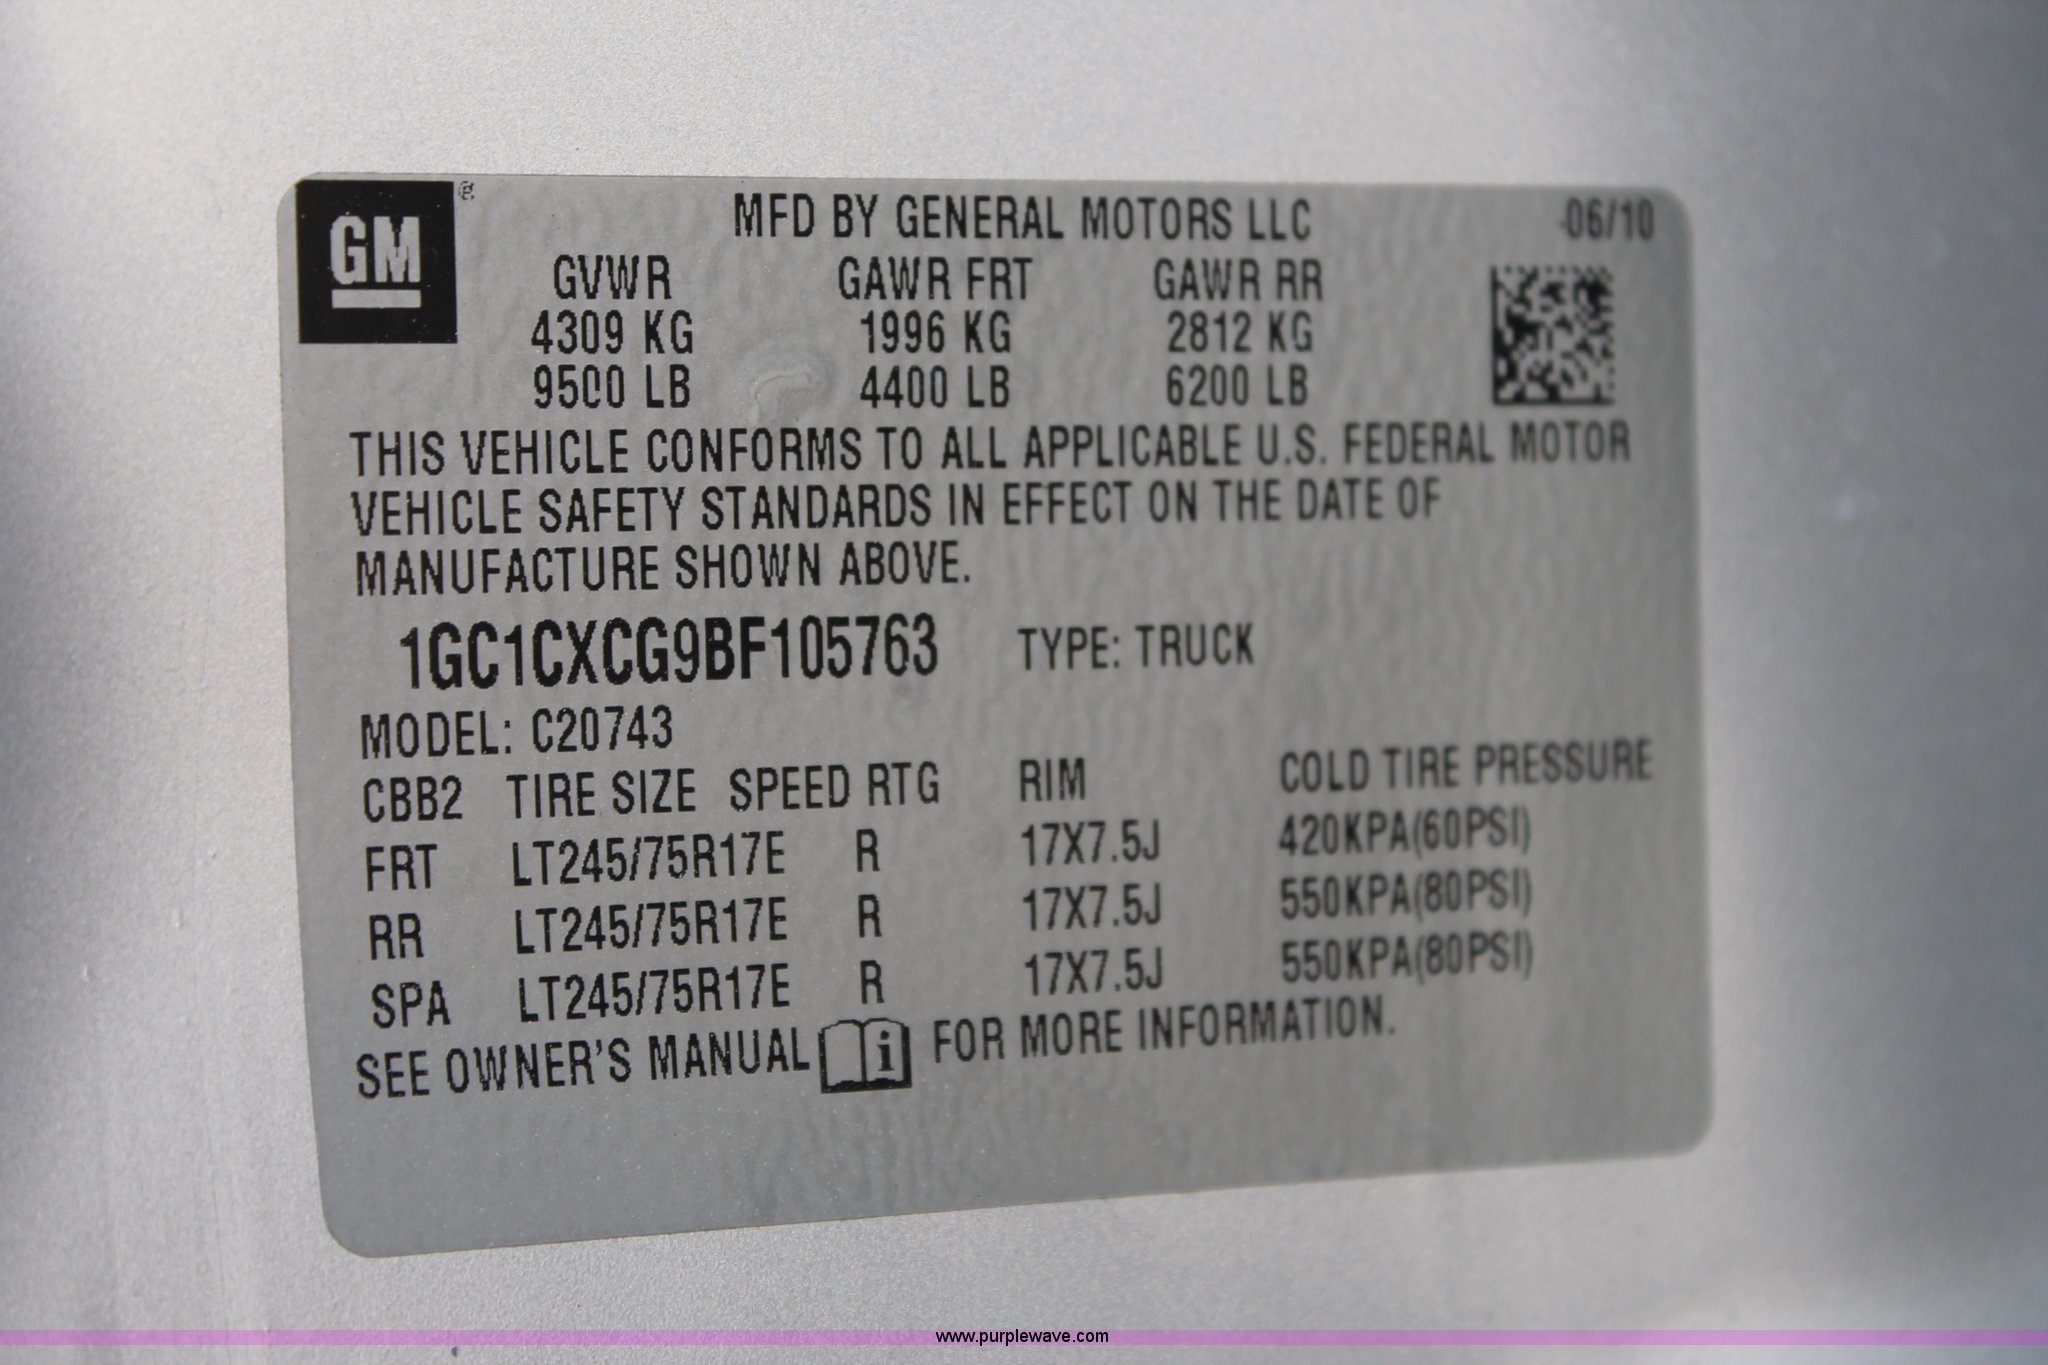 GM ®
MFD BY GENERAL MOTORS LLC 06/10
GVWR GAWR FRT GAWR RR
4309 KG 1996 KG 2812 KG
9500 LB 4400 LB 6200 LB
THIS VEHICLE CONFORMS TO ALL APPLICABLE U.S. FEDERAL MOTOR
VEHICLE SAFETY STANDARDS IN EFFECT ON THE DATE OF
MANUFACTURE SHOWN ABOVE.
1GC1CXCG9BF105763 TYPE: TRUCK
MODEL: C20743
CBB2 TIRE SIZE SPEED RTG RIM COLD TIRE PRESSURE
FRT LT245/75R17E R 17X7.5J 420KPA(60PSI)
RR LT245/75R17E R 17X7.5J 550KPA(80PSI)
SPA LT245/75R17E R 17X7.5J 550KPA(80PSI)
SEE OWNER'S MANUAL i FOR MORE INFORMATION.
www.purplewave.com